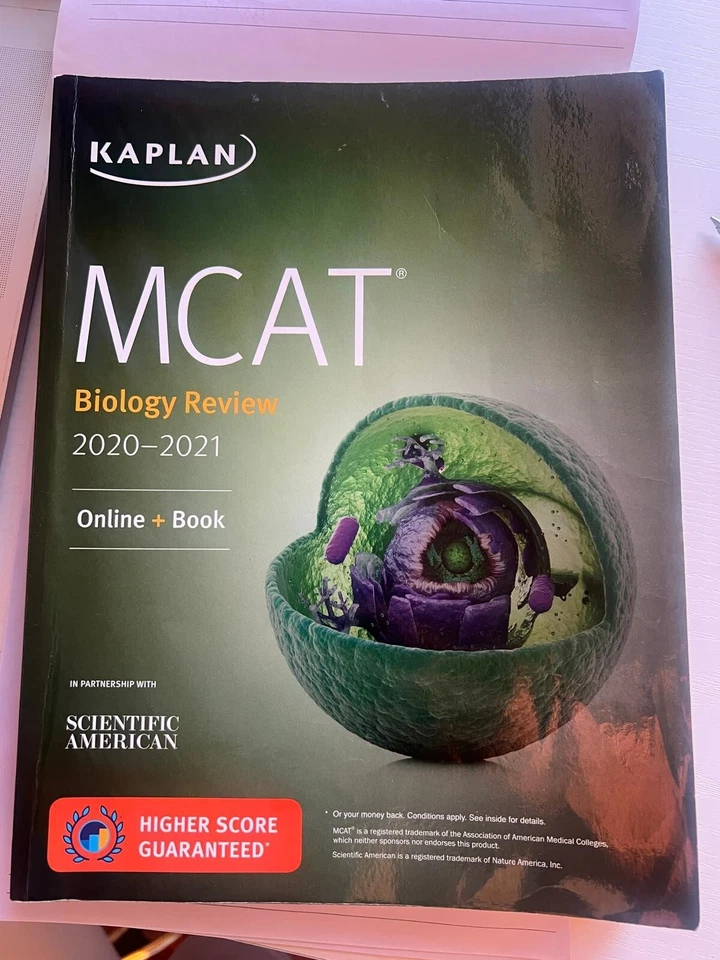 KAPLAN
MCAT®
Biology Review
2020–2021
Online + Book
IN PARTNERSHIP WITH
SCIENTIFIC
AMERICAN
HIGHER SCORE
GUARANTEED*
* Or your money back. Conditions apply. See inside for details.
MCAT® is a registered trademark of the Association of American Medical Colleges,
which neither sponsors nor endorses this product.
Scientific American is a registered trademark of Nature America, Inc.